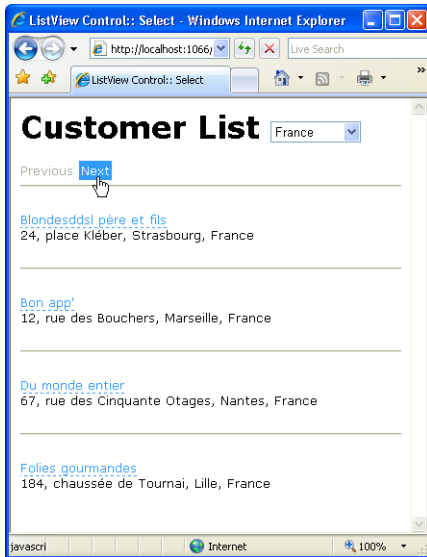 ListView Control:: Select - Windows Internet Explorer
http://localhost:1066/
Live Search
ListView Control:: Select
»
Customer List
France
Previous Next
Blondesddsl père et fils
24, place Kléber, Strasbourg, France
Bon app'
12, rue des Bouchers, Marseille, France
Du monde entier
67, rue des Cinquante Otages, Nantes, France
Folies gourmandes
184, chaussée de Tournai, Lille, France
javascri
Internet
100%